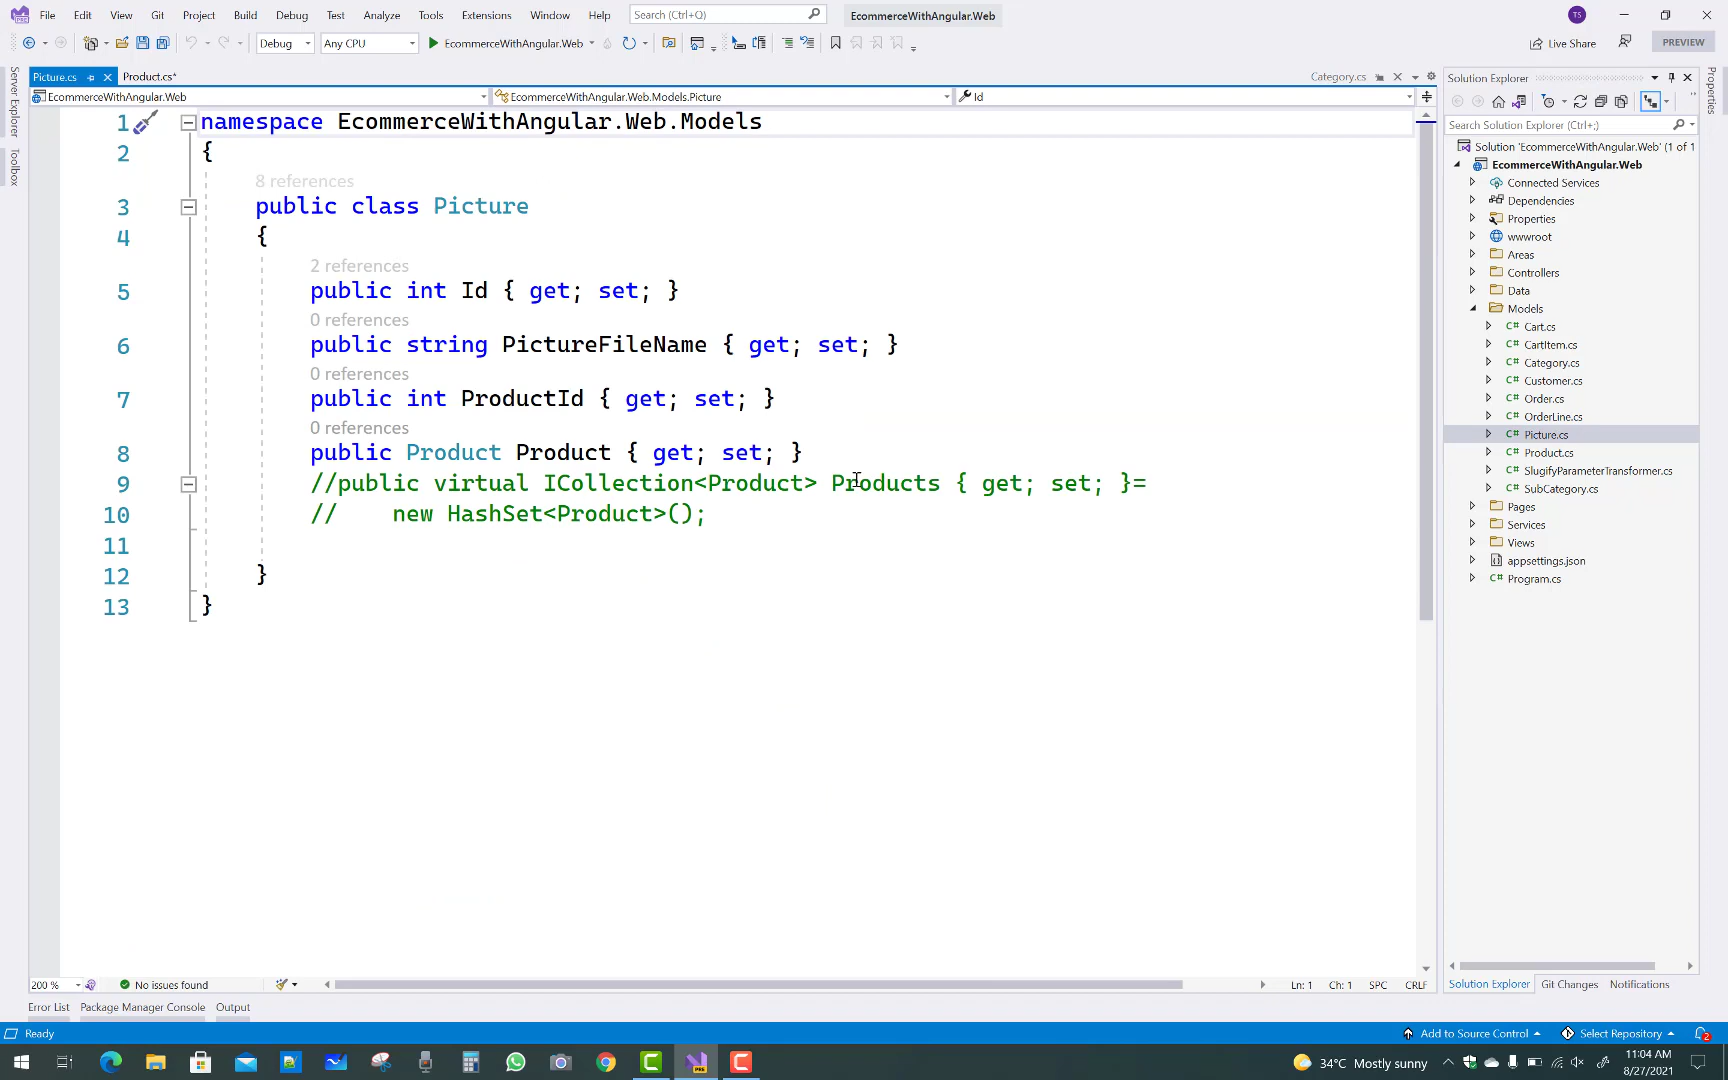 File Edit View Git Project Build Debug Test Analyze Tools Extensions Window Help Search (Ctrl+Q) EcommerceWithAngular.Web TS
Debug Any CPU EcommerceWithAngular.Web Live Share PREVIEW
Picture.cs Product.cs* Category.cs
EcommerceWithAngular.Web EcommerceWithAngular.Web.Models.Picture Id
Server Explorer
Toolbox
1 namespace EcommerceWithAngular.Web.Models
2 {
8 references
3 public class Picture
4 {
2 references
5 public int Id { get; set; }
0 references
6 public string PictureFileName { get; set; }
0 references
7 public int ProductId { get; set; }
0 references
8 public Product Product { get; set; }
9 //public virtual ICollection<Product> Products { get; set; }=
10 // new HashSet<Product>();
11
12 }
13 }
200 % No issues found Ln: 1 Ch: 1 SPC CRLF
Error List Package Manager Console Output
Solution Explorer
Search Solution Explorer (Ctrl+;)
Solution 'EcommerceWithAngular.Web' (1 of 1
EcommerceWithAngular.Web
Connected Services
Dependencies
Properties
wwwroot
Areas
Controllers
Data
Models
C# Cart.cs
C# CartItem.cs
C# Category.cs
C# Customer.cs
C# Order.cs
C# OrderLine.cs
C# Picture.cs
C# Product.cs
C# SlugifyParameterTransformer.cs
C# SubCategory.cs
Pages
Services
Views
appsettings.json
C# Program.cs
Solution Explorer Git Changes Notifications
Properties
Ready Add to Source Control Select Repository 2
34°C Mostly sunny 11:04 AM
8/27/2021